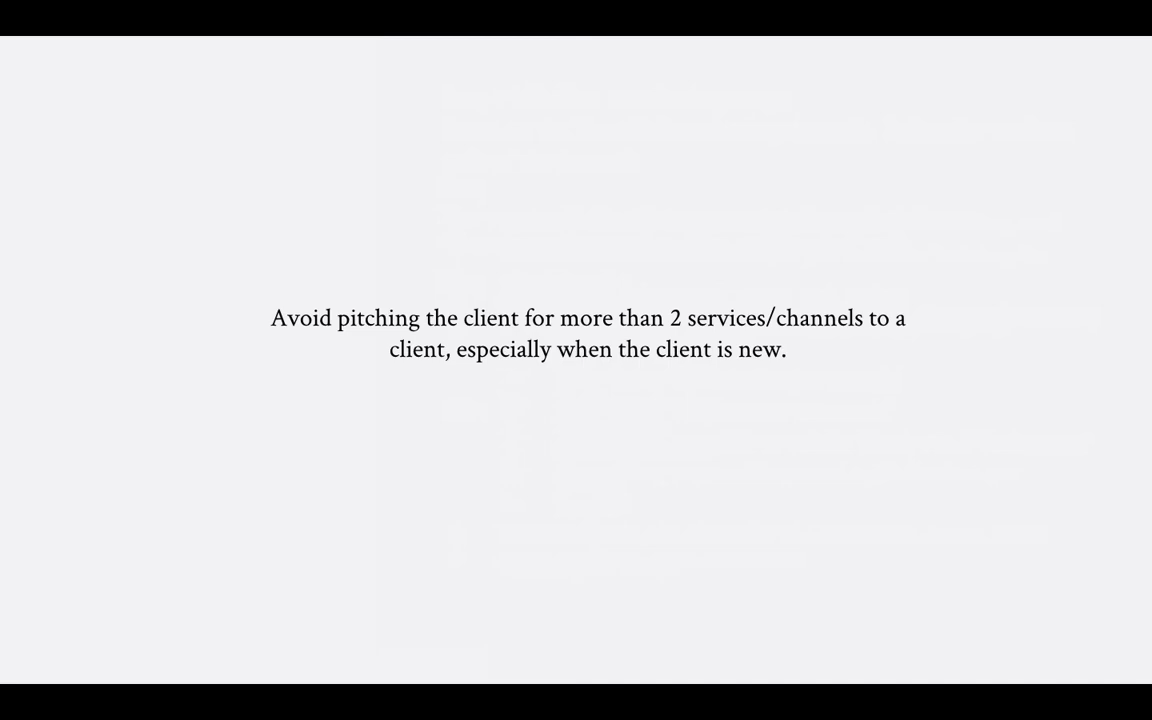 Avoid pitching the client for more than 2 services/channels to a
client, especially when the client is new.